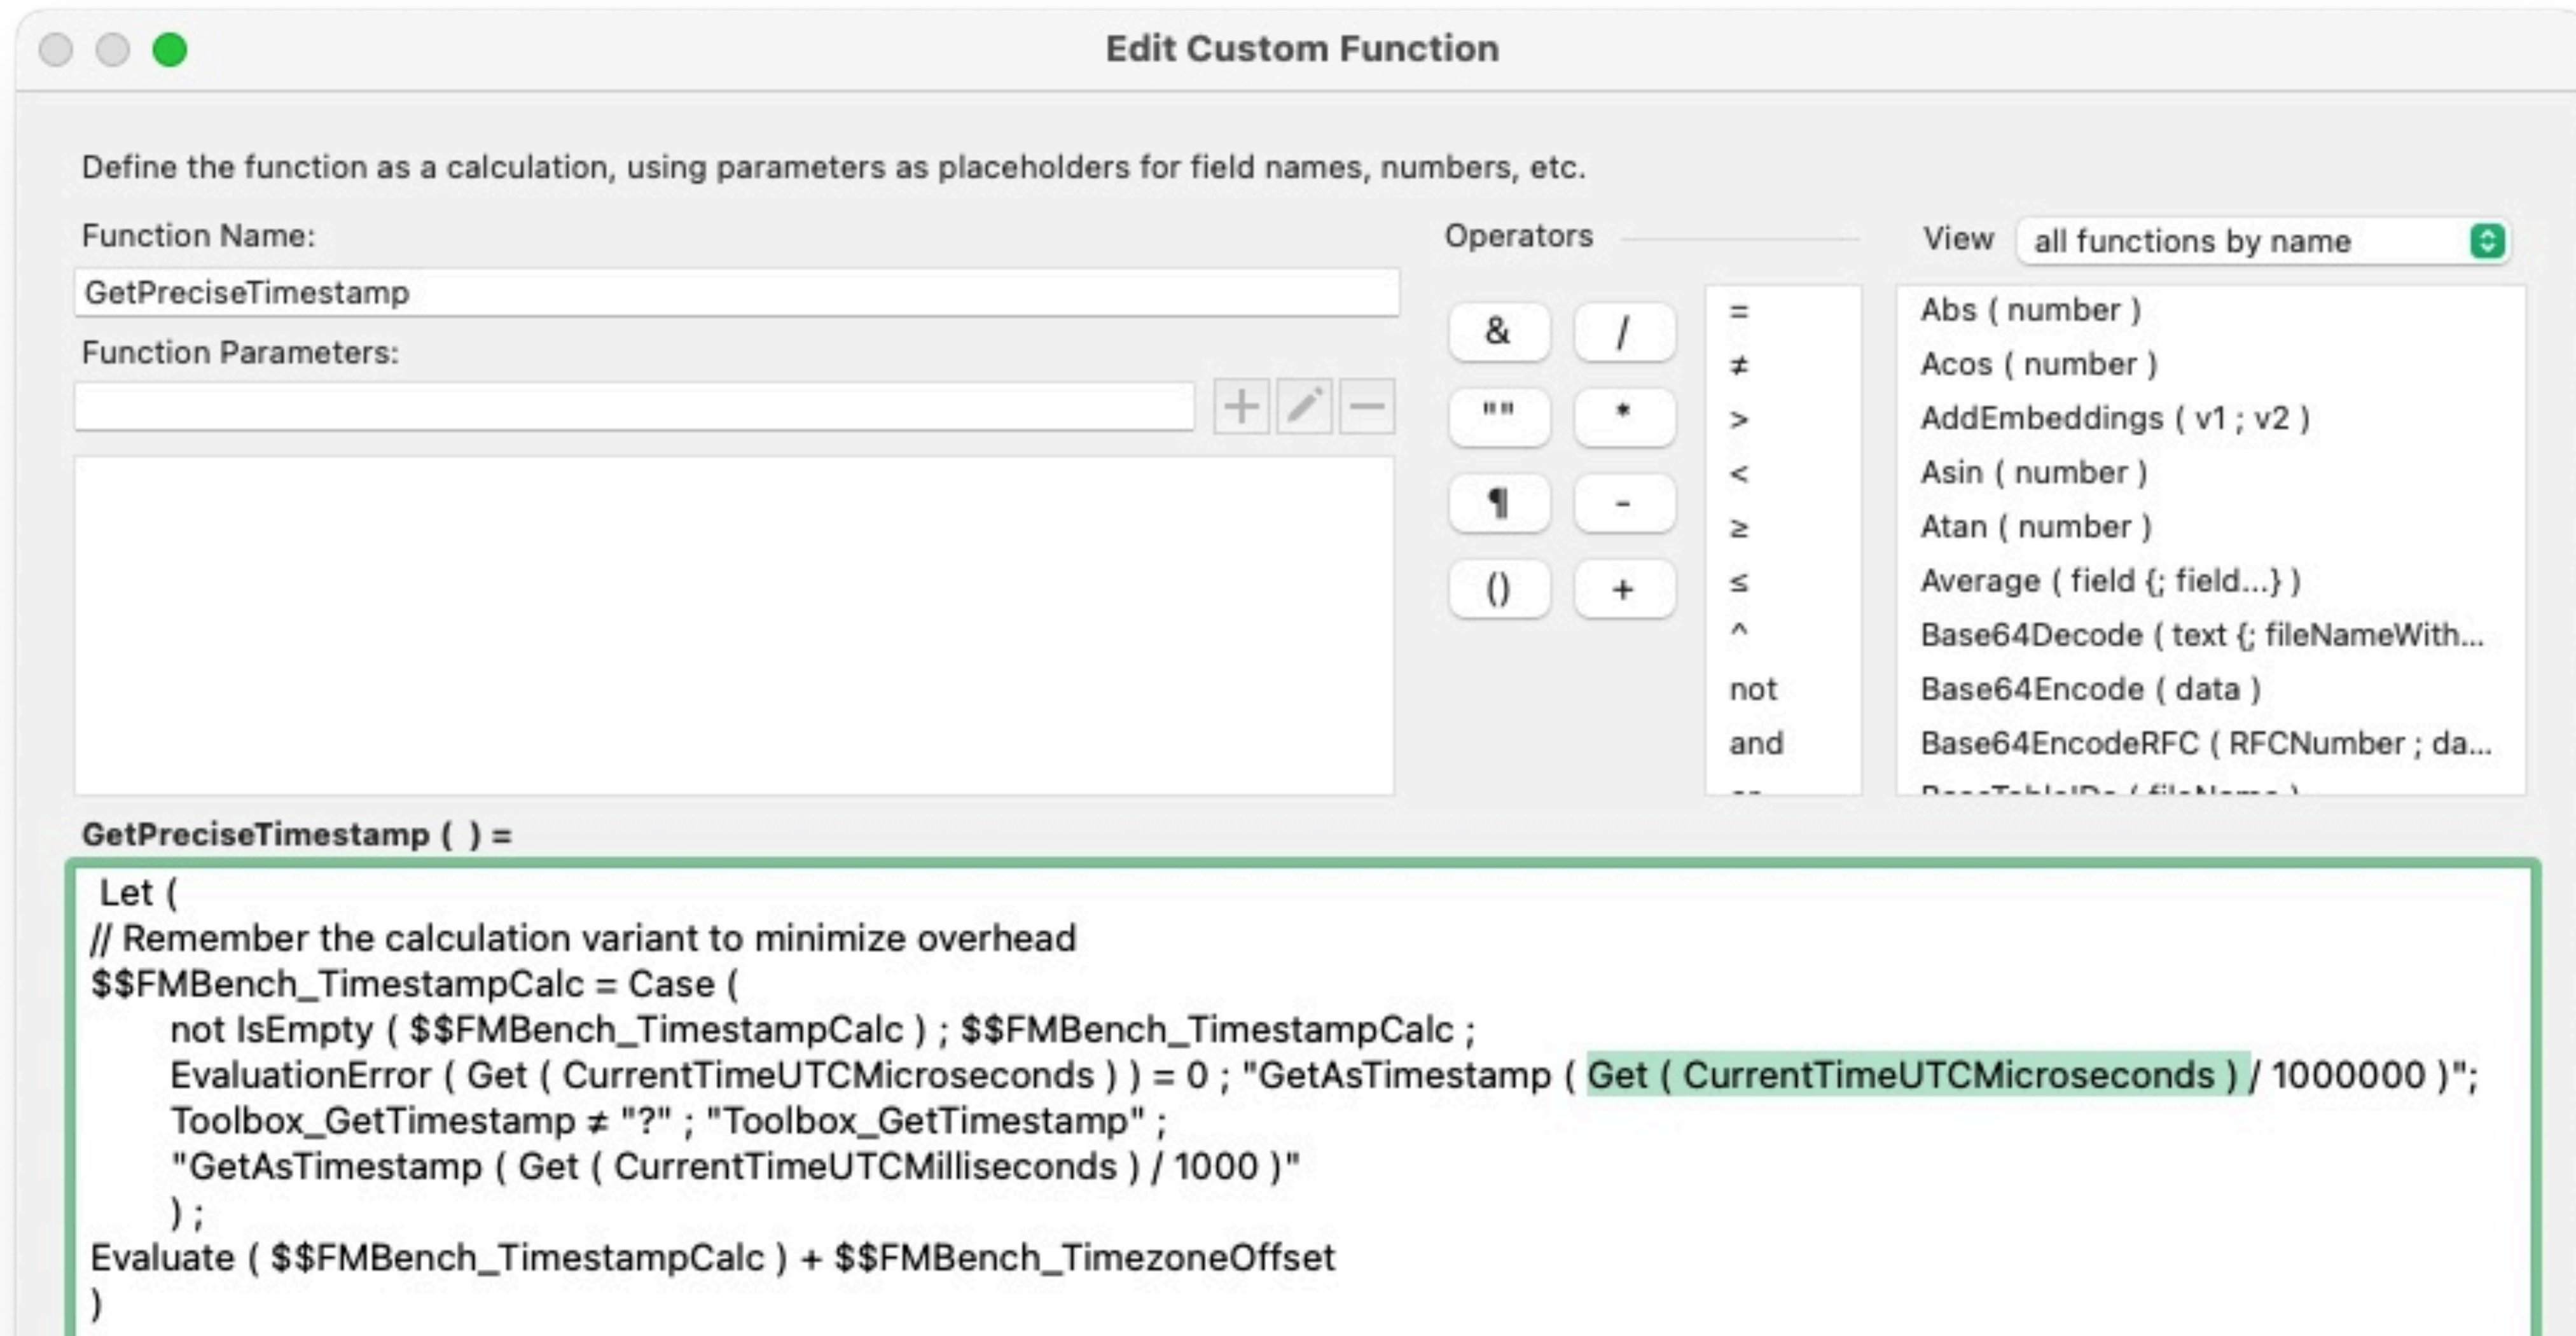 Edit Custom Function
Define the function as a calculation, using parameters as placeholders for field names, numbers, etc.
Function Name:
GetPreciseTimestamp
Function Parameters:
Operators
& /
"" *
¶ -
() +
=
≠
>
<
≥
≤
^
not
and
View all functions by name
Abs ( number )
Acos ( number )
AddEmbeddings ( v1 ; v2 )
Asin ( number )
Atan ( number )
Average ( field {; field...} )
Base64Decode ( text {; fileNameWith...
Base64Encode ( data )
Base64EncodeRFC ( RFCNumber ; da...
GetPreciseTimestamp ( ) =
Let (
// Remember the calculation variant to minimize overhead
$$FMBench_TimestampCalc = Case (
not IsEmpty ( $$FMBench_TimestampCalc ) ; $$FMBench_TimestampCalc ;
EvaluationError ( Get ( CurrentTimeUTCMicroseconds ) ) = 0 ; "GetAsTimestamp ( Get ( CurrentTimeUTCMicroseconds ) / 1000000 )";
Toolbox_GetTimestamp ≠ "?" ; "Toolbox_GetTimestamp" ;
"GetAsTimestamp ( Get ( CurrentTimeUTCMilliseconds ) / 1000 )"
) ;
Evaluate ( $$FMBench_TimestampCalc ) + $$FMBench_TimezoneOffset
)